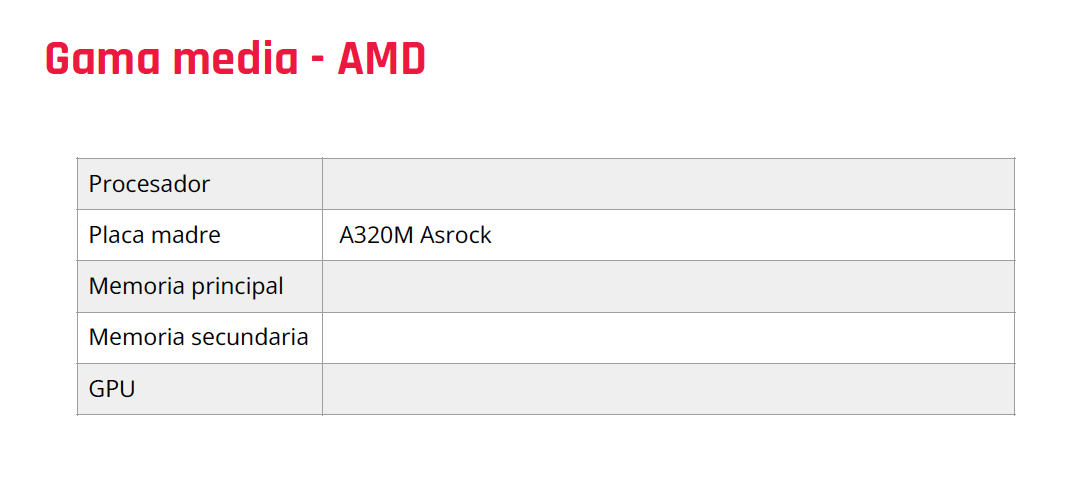 Gama media - AMD
Procesador
Placa madre A320M Asrock
Memoria principal
Memoria secundaria
GPU